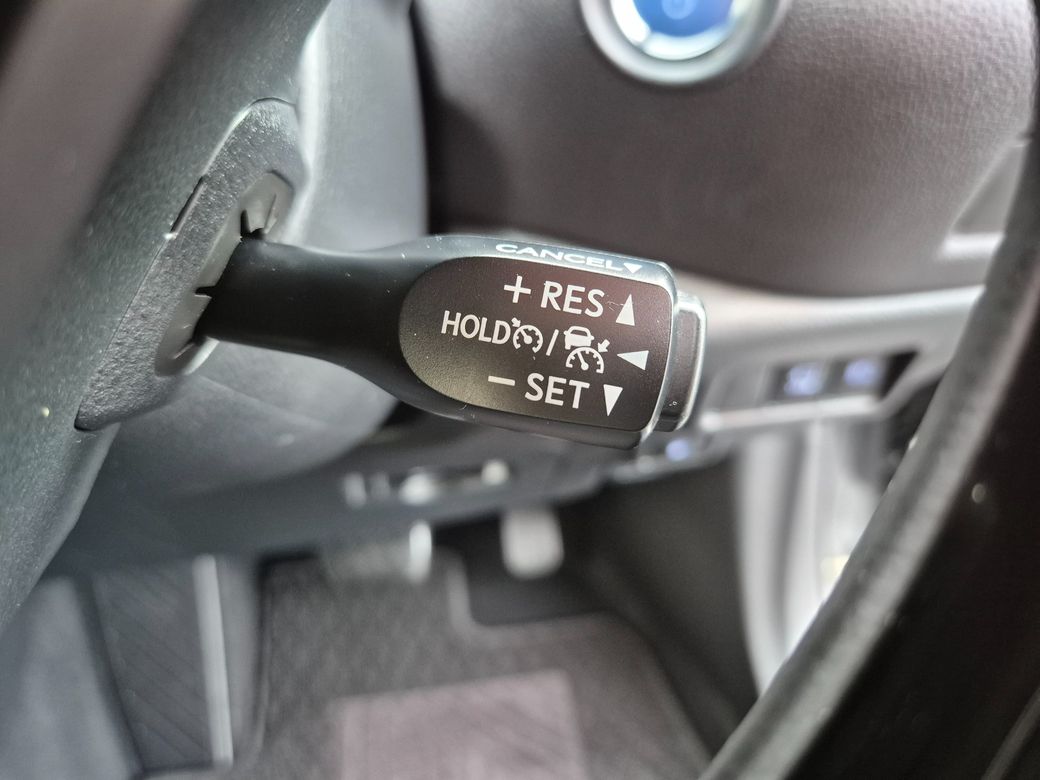 CANCEL▼
+ RES ▲
HOLD / ◀
− SET ▼